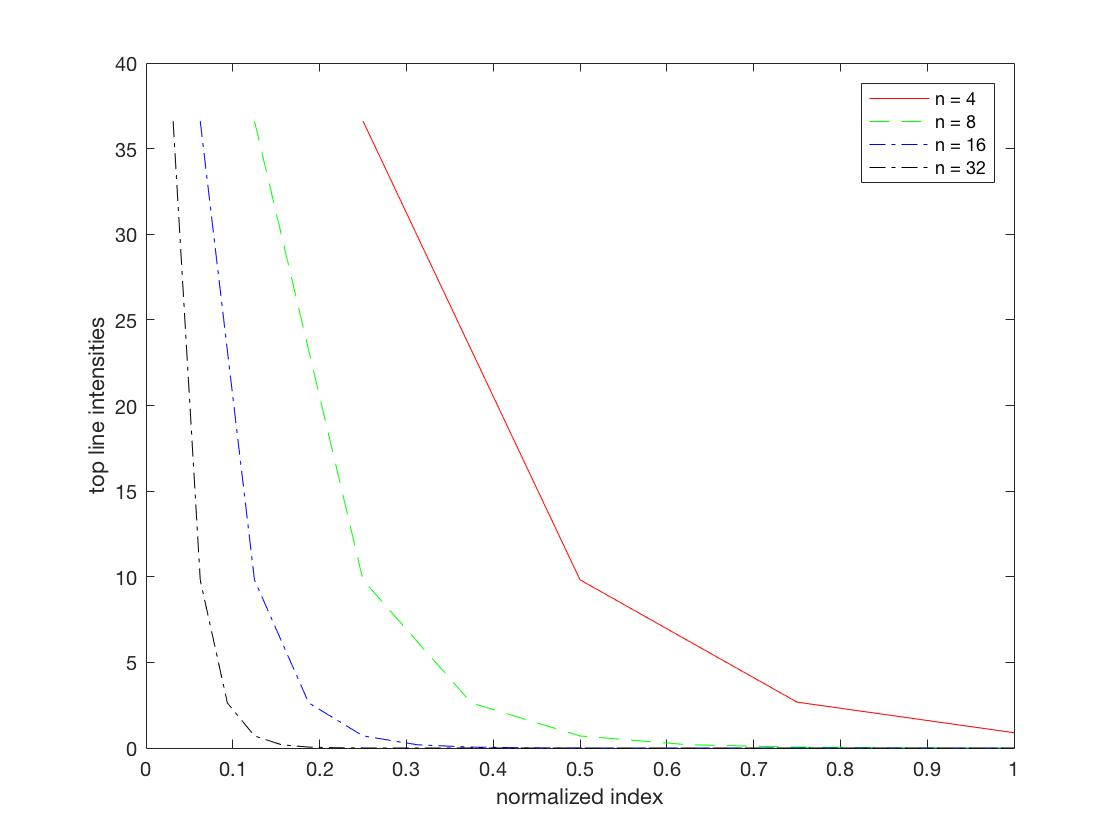 40
35
30
25
20
15
10
5
0
top line intensities
n = 4
n = 8
n = 16
n = 32
0 0.1 0.2 0.3 0.4 0.5 0.6 0.7 0.8 0.9 1
normalized index